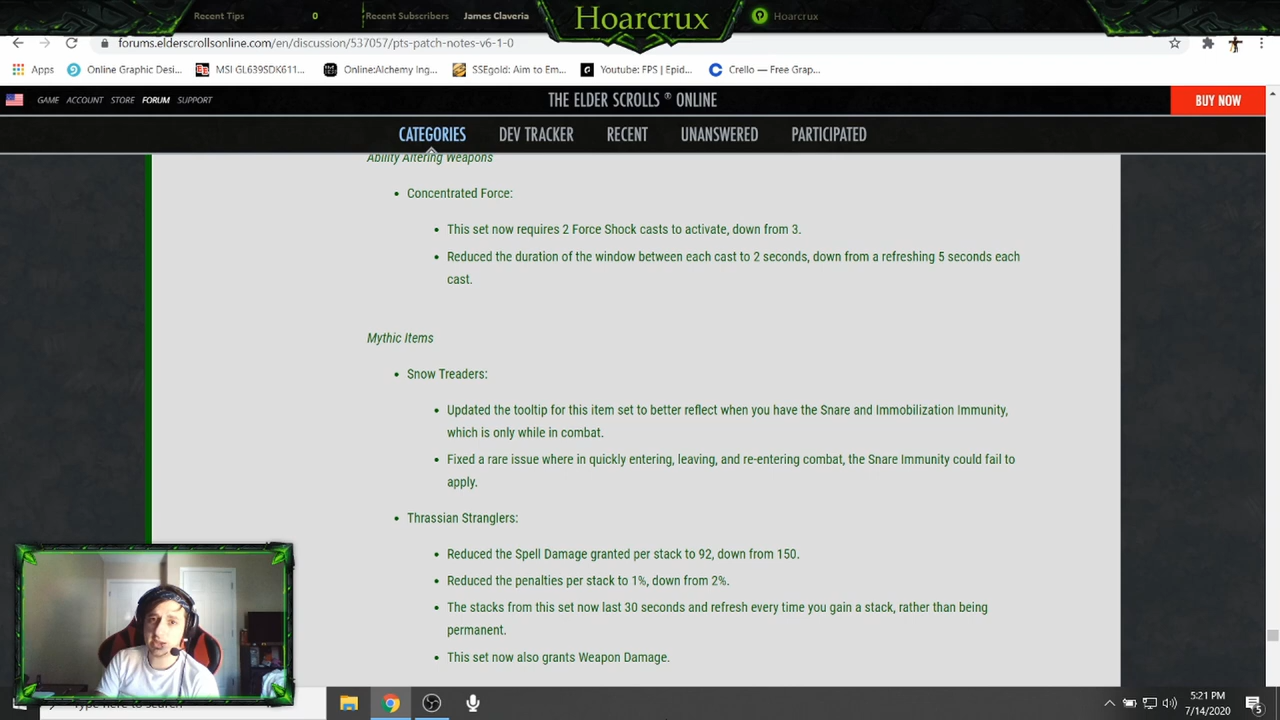 Recent Tips 0 Recent Subscribers James Claveria Hoarcrux Hoarcrux
forums.elderscrollsonline.com/en/discussion/537057/pts-patch-notes-v6-1-0
Apps Online Graphic Desi... MSI GL639SDK611... Online:Alchemy Ing... SSEgold: Aim to Em... Youtube: FPS | Epid... Crello — Free Grap...
GAME ACCOUNT STORE FORUM SUPPORT THE ELDER SCROLLS ® ONLINE BUY NOW
CATEGORIES DEV TRACKER RECENT UNANSWERED PARTICIPATED
Ability Altering Weapons
• Concentrated Force:
• This set now requires 2 Force Shock casts to activate, down from 3.
• Reduced the duration of the window between each cast to 2 seconds, down from a refreshing 5 seconds each
cast.
Mythic Items
• Snow Treaders:
• Updated the tooltip for this item set to better reflect when you have the Snare and Immobilization Immunity,
which is only while in combat.
• Fixed a rare issue where in quickly entering, leaving, and re-entering combat, the Snare Immunity could fail to
apply.
• Thrassian Stranglers:
• Reduced the Spell Damage granted per stack to 92, down from 150.
• Reduced the penalties per stack to 1%, down from 2%.
• The stacks from this set now last 30 seconds and refresh every time you gain a stack, rather than being
permanent.
• This set now also grants Weapon Damage.
Type here to search
5:21 PM
7/14/2020
5